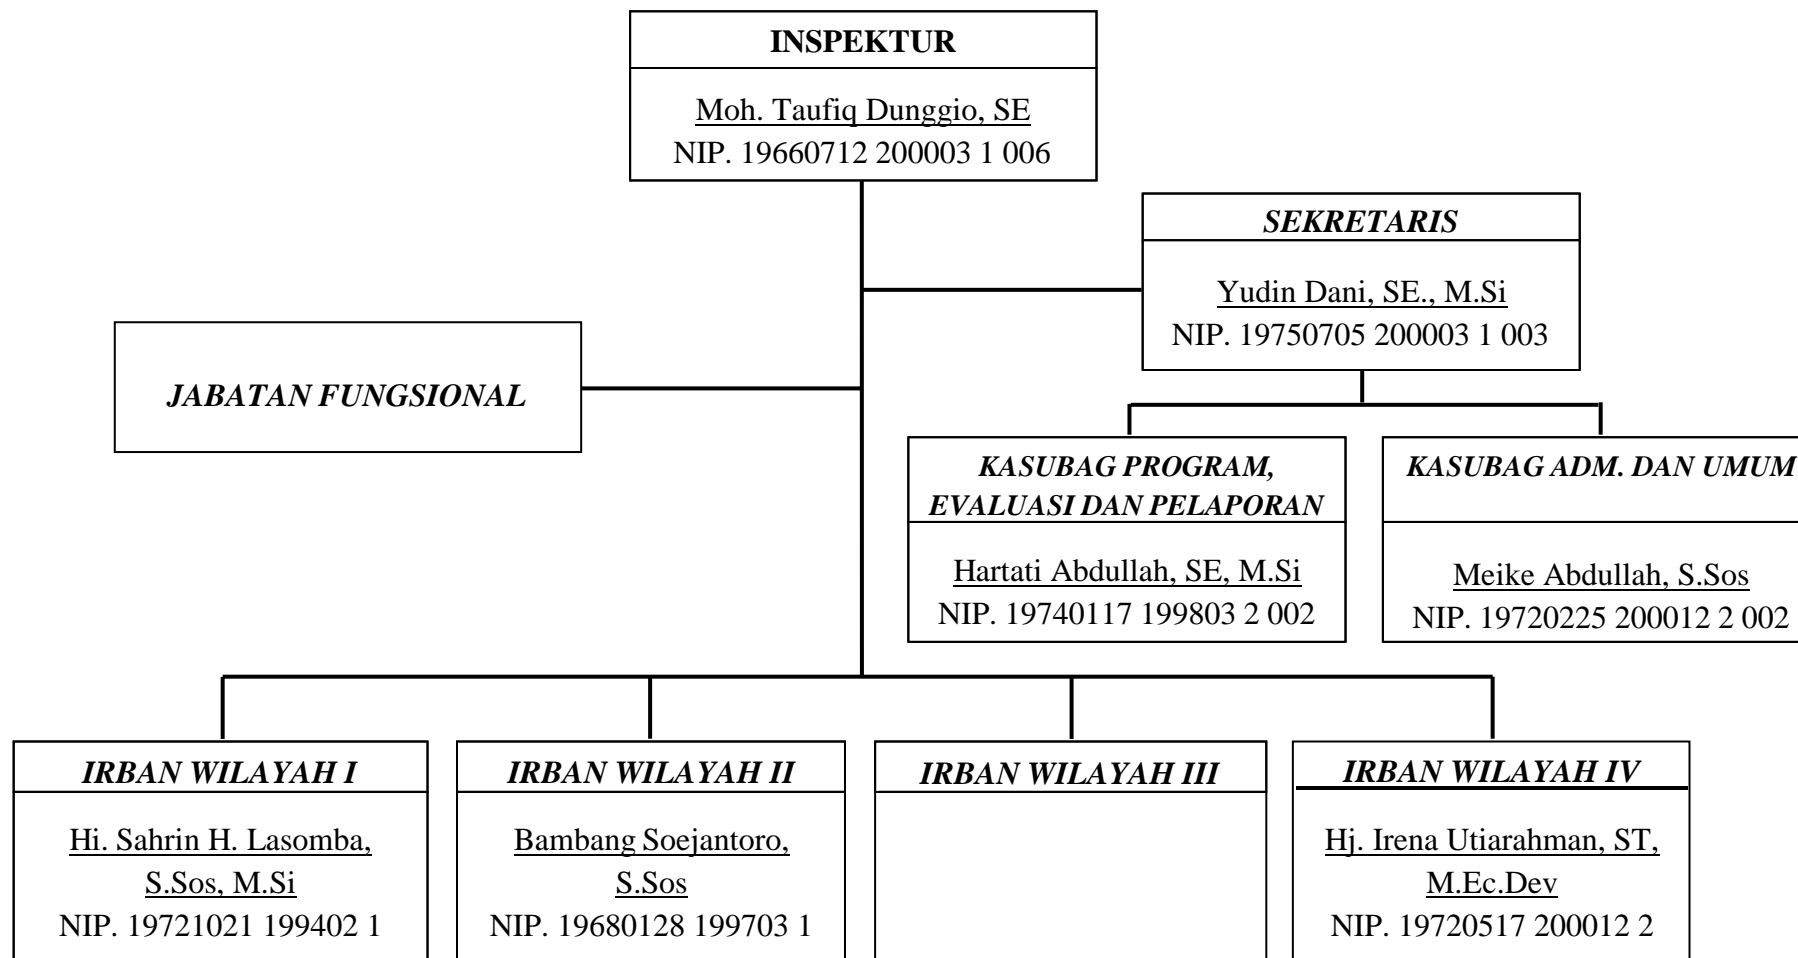 INSPEKTUR
Moh. Taufiq Dunggio, SE
NIP. 19660712 200003 1 006
SEKRETARIS
Yudin Dani, SE., M.Si
NIP. 19750705 200003 1 003
JABATAN FUNGSIONAL
KASUBAG PROGRAM,
EVALUASI DAN PELAPORAN
Hartati Abdullah, SE, M.Si
NIP. 19740117 199803 2 002
KASUBAG ADM. DAN UMUM
Meike Abdullah, S.Sos
NIP. 19720225 200012 2 002
IRBAN WILAYAH I
Hi. Sahrin H. Lasomba,
S.Sos, M.Si
NIP. 19721021 199402 1
IRBAN WILAYAH II
Bambang Soejantoro,
S.Sos
NIP. 19680128 199703 1
IRBAN WILAYAH III
IRBAN WILAYAH IV
Hj. Irena Utiarahman, ST,
M.Ec.Dev
NIP. 19720517 200012 2